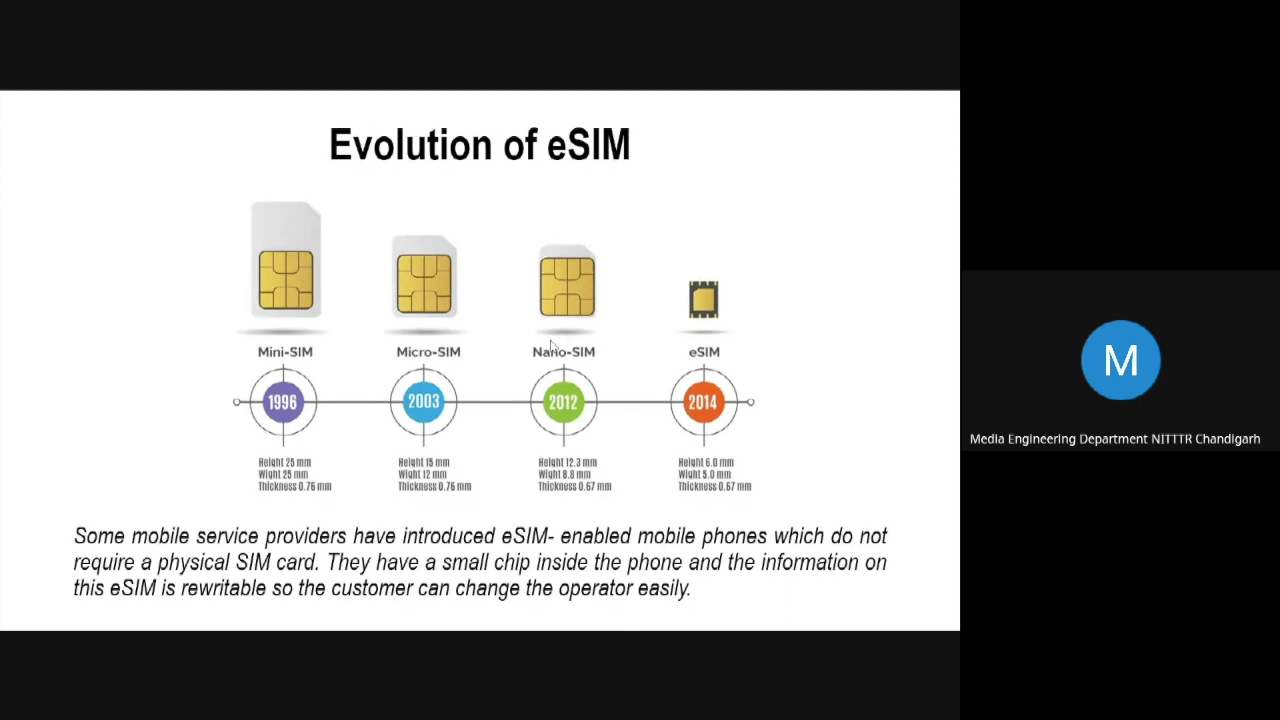 Evolution of eSIM
Mini-SIM
Micro-SIM
Nano-SIM
eSIM
1996
2003
2012
2014
Height 25 mm
Wight 25 mm
Thickness 0.76 mm
Height 15 mm
Wight 12 mm
Thickness 0.76 mm
Height 12.3 mm
Wight 8.8 mm
Thickness 0.67 mm
Height 6.0 mm
Wight 5.0 mm
Thickness 0.67 mm
Some mobile service providers have introduced eSIM- enabled mobile phones which do not
require a physical SIM card. They have a small chip inside the phone and the information on
this eSIM is rewritable so the customer can change the operator easily.
M
Media Engineering Department NITTTR Chandigarh